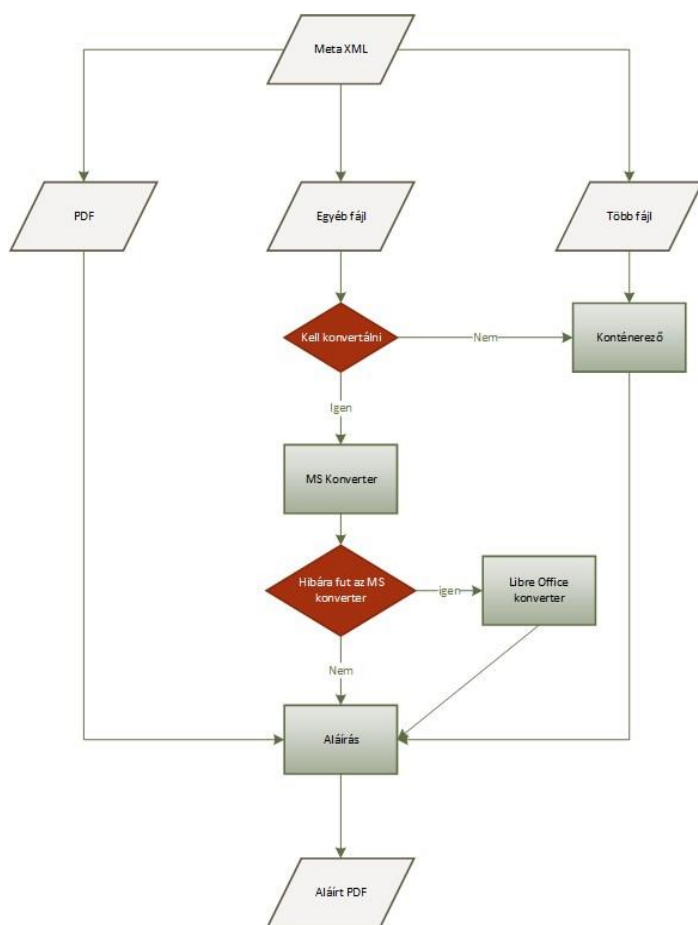 Meta XML
PDF
Egyéb fájl
Több fájl
Kell konvertálni
Nem
Konténerező
Igen
MS Konverter
Hibára fut az MS
konverter
igen
Libre Office
konverter
Nem
Aláírás
Aláírt PDF